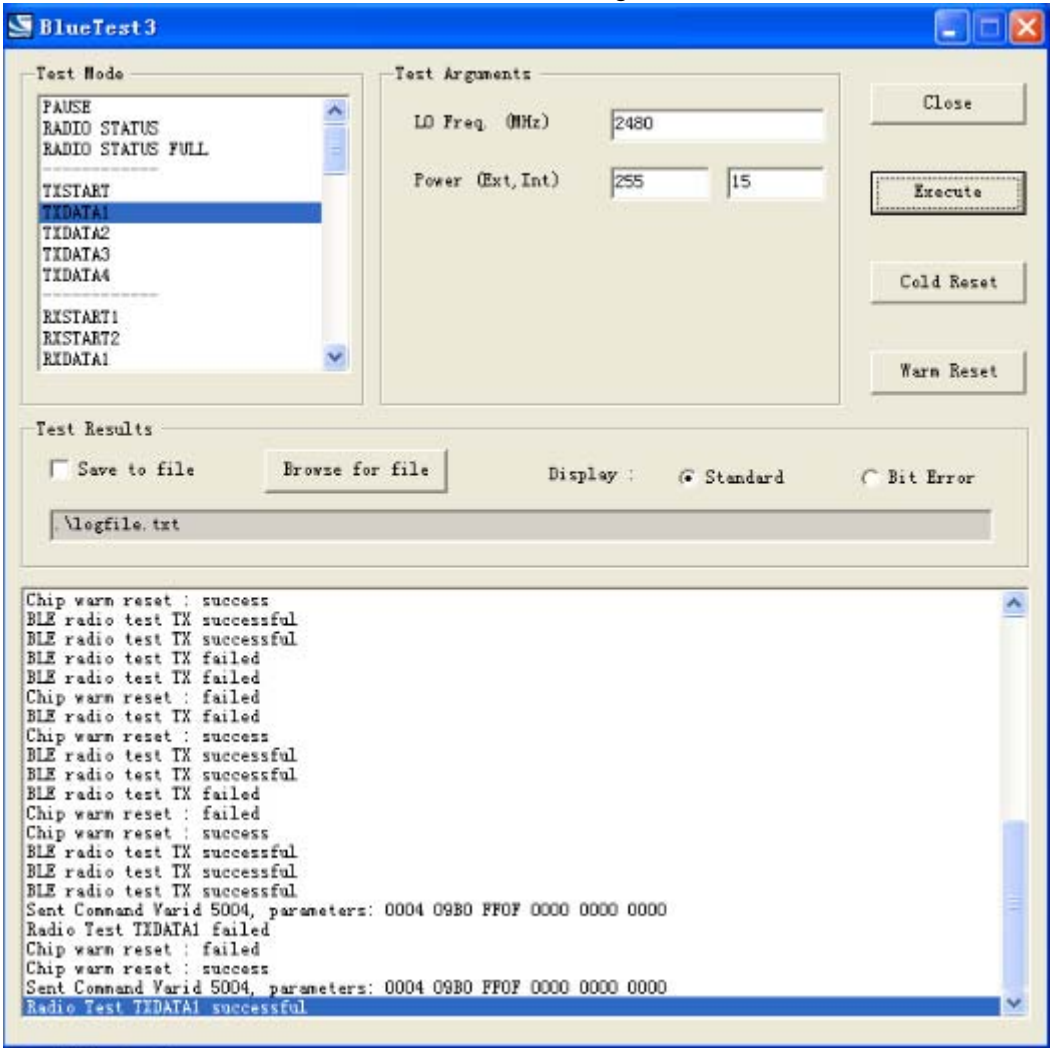 BlueTest3
Test Mode
PAUSE
RADIO STATUS
RADIO STATUS FULL
------------
TXSTART
TXDATA1
TXDATA2
TXDATA3
TXDATA4
------------
RXSTART1
RXSTART2
RXDATA1
Test Arguments
LO Freq. (MHz) 2480
Power (Ext,Int) 255 15
Close
Execute
Cold Reset
Warm Reset
Test Results
Save to file Browse for file Display : Standard Bit Error
.\logfile.txt
Chip warm reset : success
BLE radio test TX successful
BLE radio test TX successful
BLE radio test TX failed
BLE radio test TX failed
Chip warm reset : failed
BLE radio test TX failed
Chip warm reset : success
BLE radio test TX successful
BLE radio test TX successful
BLE radio test TX failed
Chip warm reset : failed
Chip warm reset : success
BLE radio test TX successful
BLE radio test TX successful
BLE radio test TX successful
Sent Command Varid 5004, parameters: 0004 09B0 FF0F 0000 0000 0000
Radio Test TXDATA1 failed
Chip warm reset : failed
Chip warm reset : success
Sent Command Varid 5004, parameters: 0004 09B0 FF0F 0000 0000 0000
Radio Test TXDATA1 successful